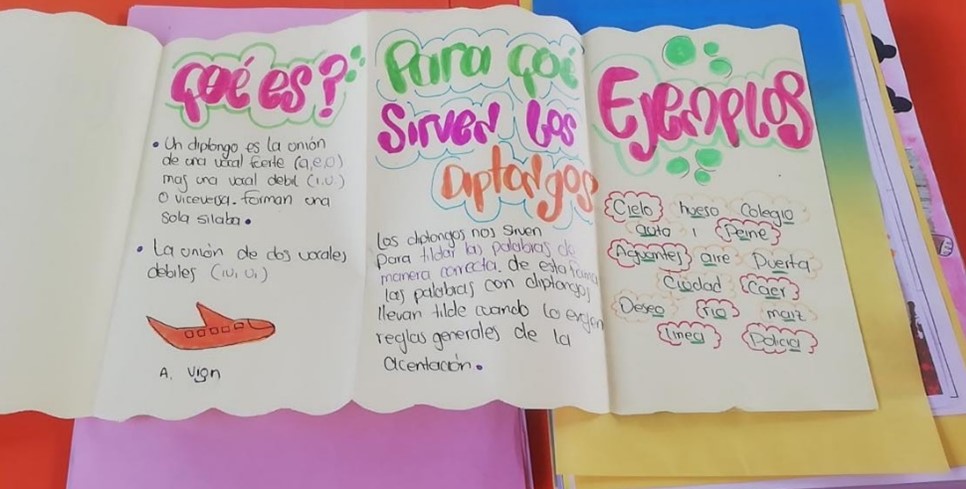 Qué es?
• Un diptongo es la unión
de una vocal fuerte (a,e,o)
mas una vocal debil (i,u.)
O viceversa. forman una
sola silaba.
• La unión de dos vocales
debiles (iu, ui)
A. vión
Para qué
Sirven Los
Diptongos
Los diptongos nos sirven
Para tildar las palabras de
manera correcta. de esta forma
las palabras con diptongos
llevan tilde cuando lo exigen
reglas generales de la
acentación.
Ejemplos
Cielo hueso Colegio
auto Peine
Aguantes aire Puerta
Ciudad Caer
Deseo rio maiz
linea Policia